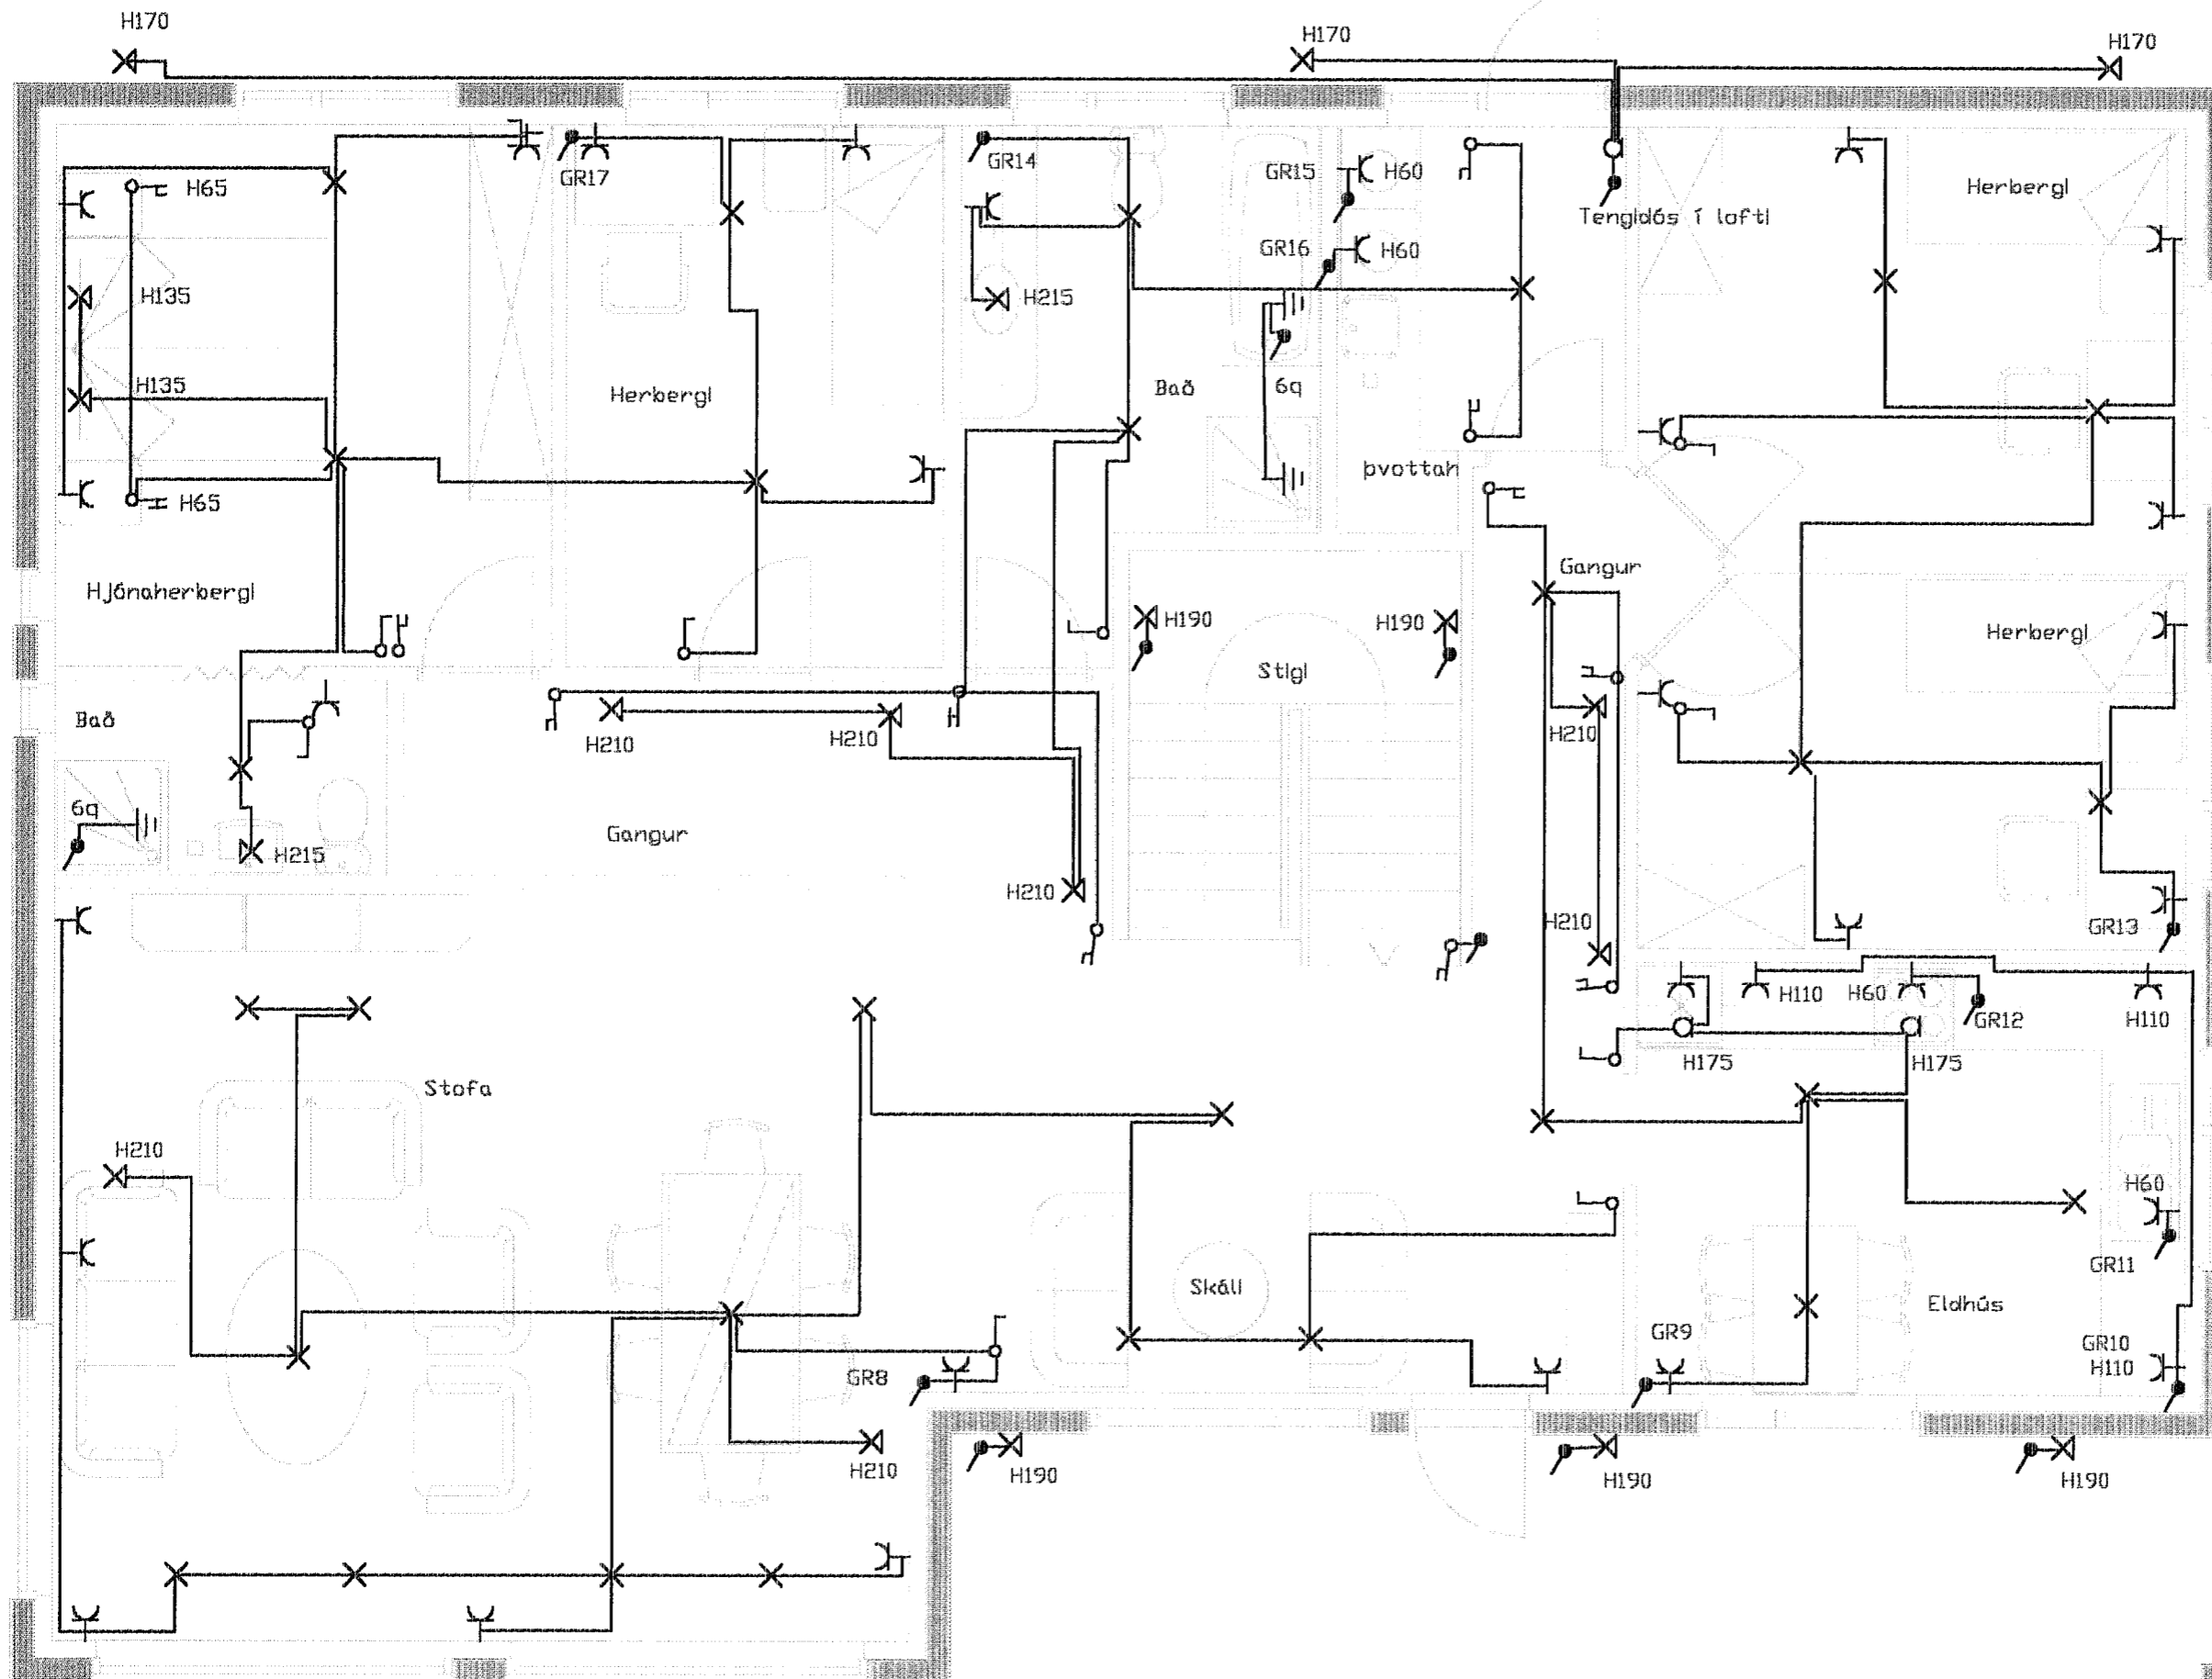 H170
H170
H170
GR17
GR14
GR15
H60
Tengidós í lofti
Herbergi
H65
GR16
H60
H135
H215
H135
Herbergi
Bað
6q
H65
Þvottah
Hjónaherbergi
Gangur
H190
H190
Herbergi
Stigi
Bað
H210
H210
H210
6q
H215
Gangur
H210
H210
GR13
H110
H60
GR12
H110
H175
H175
Stofa
H210
H60
GR11
Skáli
Eldhús
GR9
GR10
H110
GR8
H210
H190
H190
H190